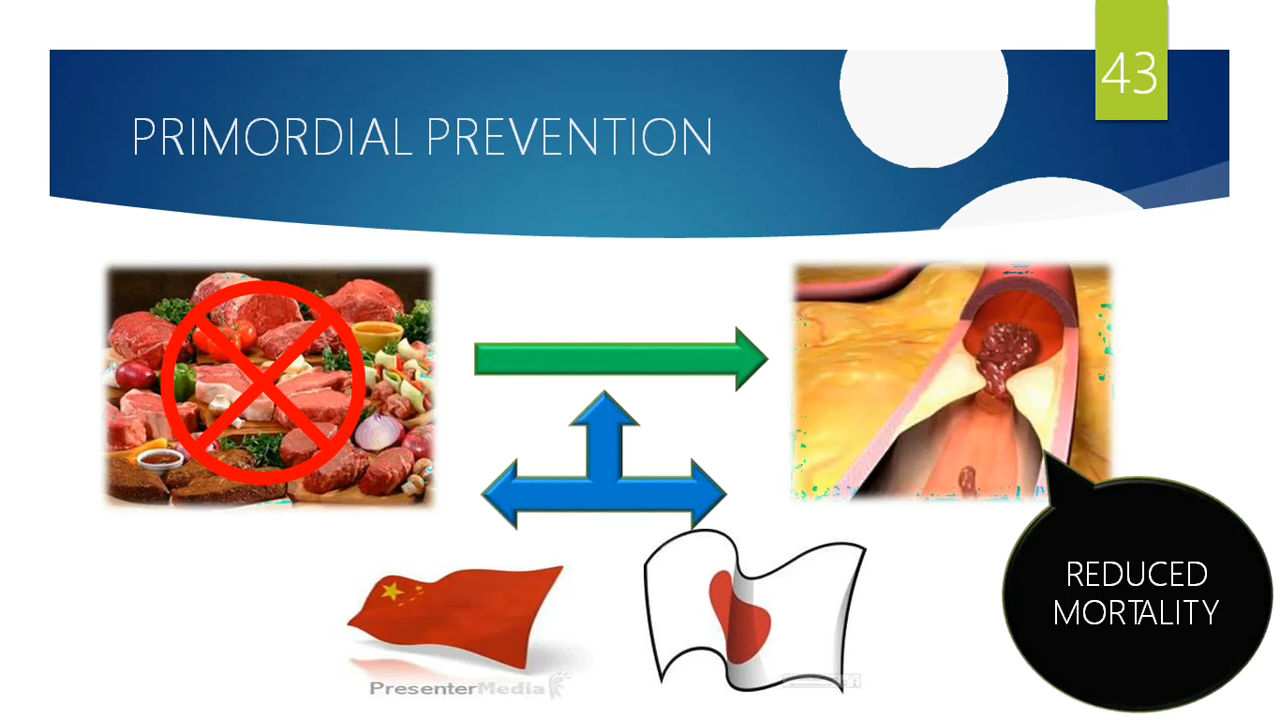 43
PRIMORDIAL PREVENTION
REDUCED
MORTALITY
PresenterMedia